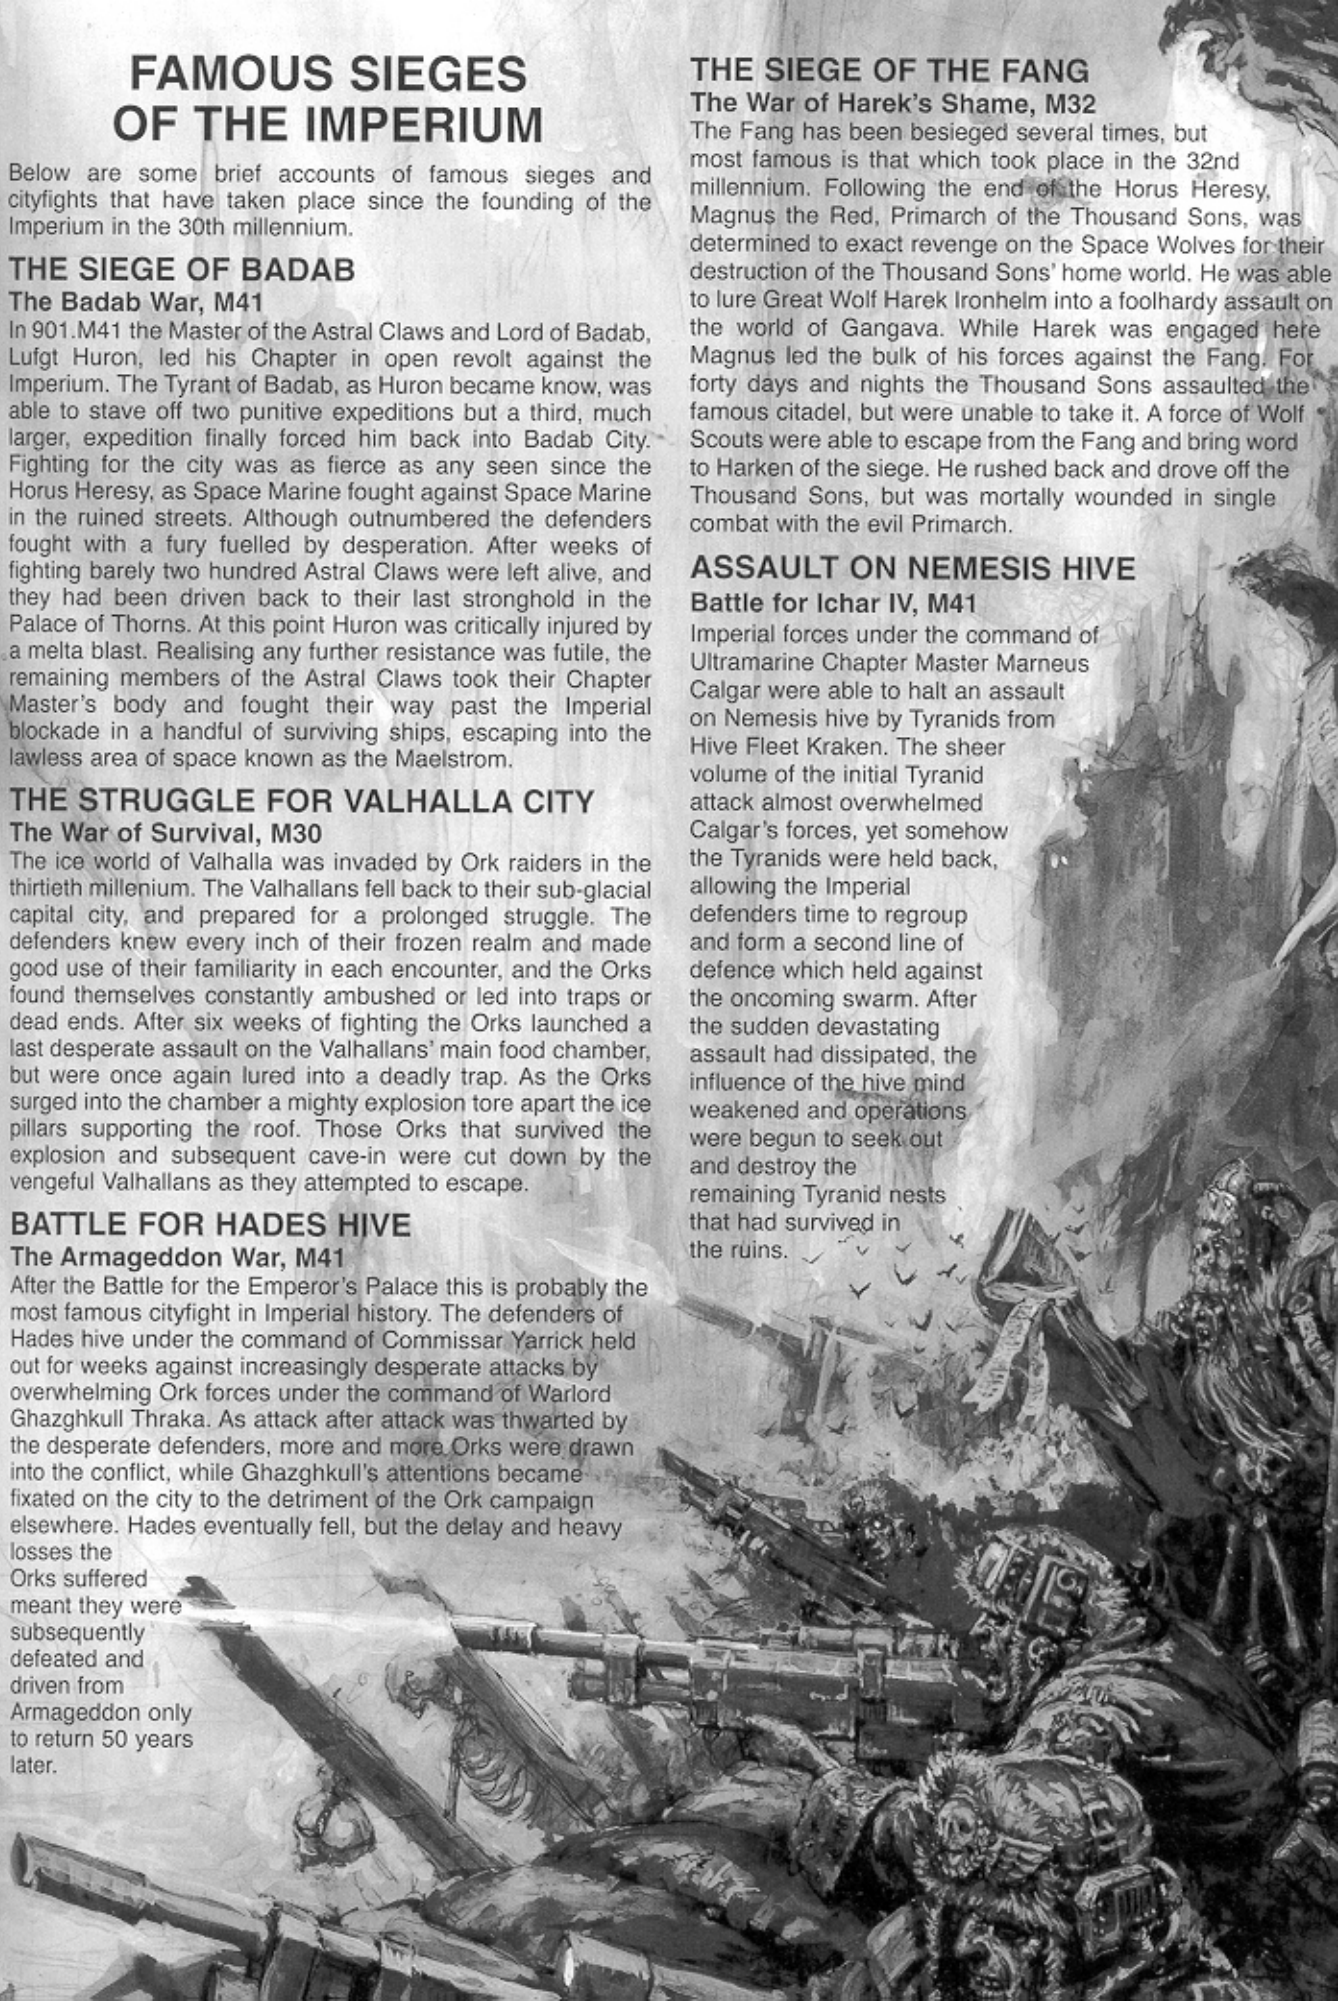 FAMOUS SIEGES
OF THE IMPERIUM
Below are some brief accounts of famous sieges and
cityfights that have taken place since the founding of the
Imperium in the 30th millennium.
THE SIEGE OF BADAB
The Badab War, M41
In 901.M41 the Master of the Astral Claws and Lord of Badab,
Lufgt Huron, led his Chapter in open revolt against the
Imperium. The Tyrant of Badab, as Huron became know, was
able to stave off two punitive expeditions but a third, much
larger, expedition finally forced him back into Badab City.
Fighting for the city was as fierce as any seen since the
Horus Heresy, as Space Marine fought against Space Marine
in the ruined streets. Although outnumbered the defenders
fought with a fury fuelled by desperation. After weeks of
fighting barely two hundred Astral Claws were left alive, and
they had been driven back to their last stronghold in the
Palace of Thorns. At this point Huron was critically injured by
a melta blast. Realising any further resistance was futile, the
remaining members of the Astral Claws took their Chapter
Master's body and fought their way past the Imperial
blockade in a handful of surviving ships, escaping into the
lawless area of space known as the Maelstrom.
THE STRUGGLE FOR VALHALLA CITY
The War of Survival, M30
The ice world of Valhalla was invaded by Ork raiders in the
thirtieth millenium. The Valhallans fell back to their sub-glacial
capital city, and prepared for a prolonged struggle. The
defenders knew every inch of their frozen realm and made
good use of their familiarity in each encounter, and the Orks
found themselves constantly ambushed or led into traps or
dead ends. After six weeks of fighting the Orks launched a
last desperate assault on the Valhallans' main food chamber,
but were once again lured into a deadly trap. As the Orks
surged into the chamber a mighty explosion tore apart the ice
pillars supporting the roof. Those Orks that survived the
explosion and subsequent cave-in were cut down by the
vengeful Valhallans as they attempted to escape.
BATTLE FOR HADES HIVE
The Armageddon War, M41
After the Battle for the Emperor's Palace this is probably the
most famous cityfight in Imperial history. The defenders of
Hades hive under the command of Commissar Yarrick held
out for weeks against increasingly desperate attacks by
overwhelming Ork forces under the command of Warlord
Ghazghkull Thraka. As attack after attack was thwarted by
the desperate defenders, more and more Orks were drawn
into the conflict, while Ghazghkull's attentions became
fixated on the city to the detriment of the Ork campaign
elsewhere. Hades eventually fell, but the delay and heavy
losses the
Orks suffered
meant they were
subsequently
defeated and
driven from
Armageddon only
to return 50 years
later.
THE SIEGE OF THE FANG
The War of Harek's Shame, M32
The Fang has been besieged several times, but
most famous is that which took place in the 32nd
millennium. Following the end of the Horus Heresy,
Magnus the Red, Primarch of the Thousand Sons, was
determined to exact revenge on the Space Wolves for their
destruction of the Thousand Sons' home world. He was able
to lure Great Wolf Harek Ironhelm into a foolhardy assault on
the world of Gangava. While Harek was engaged here
Magnus led the bulk of his forces against the Fang. For
forty days and nights the Thousand Sons assaulted the
famous citadel, but were unable to take it. A force of Wolf
Scouts were able to escape from the Fang and bring word
to Harken of the siege. He rushed back and drove off the
Thousand Sons, but was mortally wounded in single
combat with the evil Primarch.
ASSAULT ON NEMESIS HIVE
Battle for Ichar IV, M41
Imperial forces under the command of
Ultramarine Chapter Master Marneus
Calgar were able to halt an assault
on Nemesis hive by Tyranids from
Hive Fleet Kraken. The sheer
volume of the initial Tyranid
attack almost overwhelmed
Calgar's forces, yet somehow
the Tyranids were held back,
allowing the Imperial
defenders time to regroup
and form a second line of
defence which held against
the oncoming swarm. After
the sudden devastating
assault had dissipated, the
influence of the hive mind
weakened and operations
were begun to seek out
and destroy the
remaining Tyranid nests
that had survived in
the ruins.